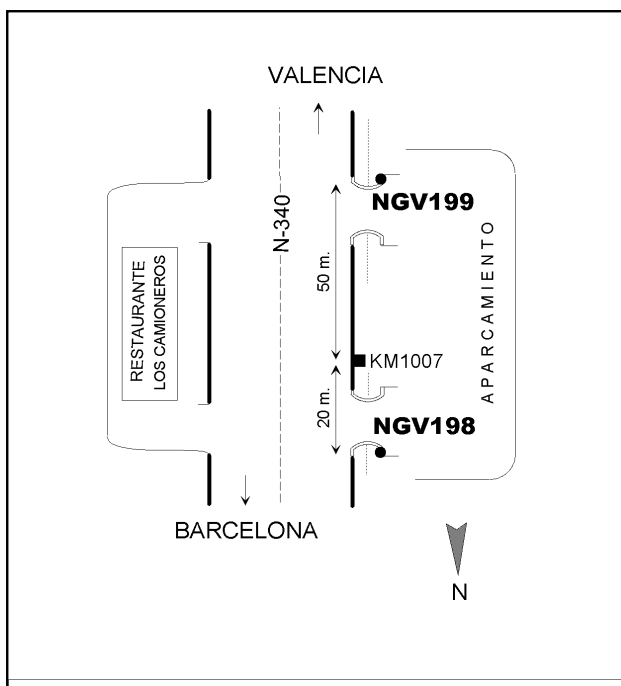 VALENCIA
N-340
NGV199
50 m.
RESTAURANTE
LOS CAMIONEROS
APARCAMIENTO
KM1007
20 m.
NGV198
BARCELONA
N